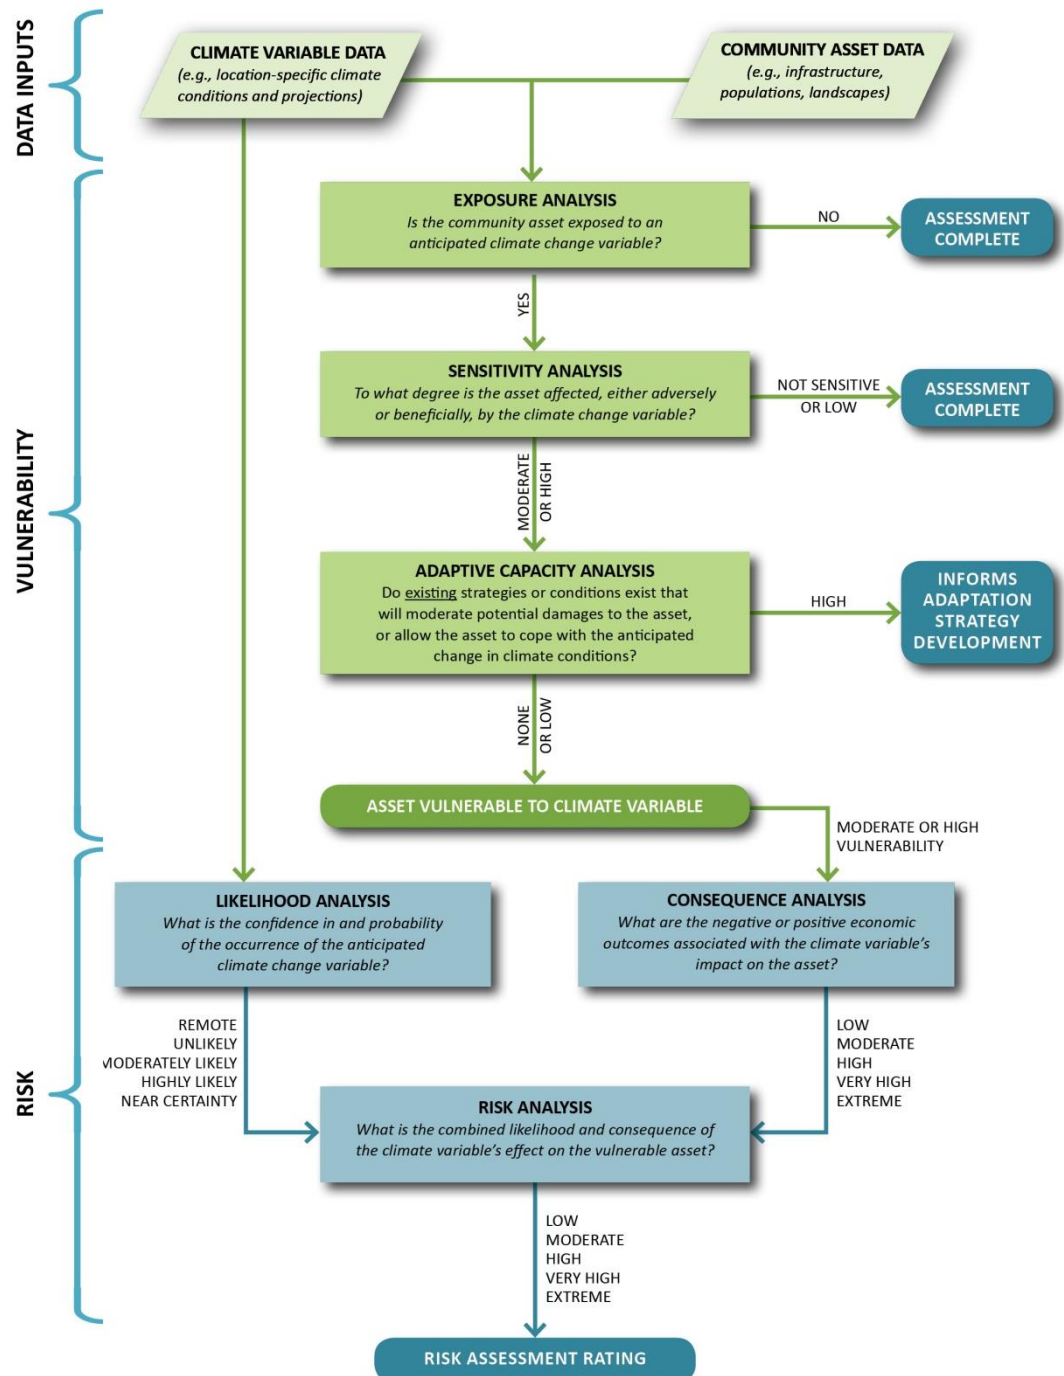 DATA INPUTS
CLIMATE VARIABLE DATA
(e.g., location-specific climate
conditions and projections)
COMMUNITY ASSET DATA
(e.g., infrastructure,
populations, landscapes)
VULNERABILITY
EXPOSURE ANALYSIS
Is the community asset exposed to an
anticipated climate change variable?
NO
ASSESSMENT
COMPLETE
YES
SENSITIVITY ANALYSIS
To what degree is the asset affected, either adversely
or beneficially, by the climate change variable?
NOT SENSITIVE
OR LOW
ASSESSMENT
COMPLETE
MODERATE
OR HIGH
ADAPTIVE CAPACITY ANALYSIS
Do existing strategies or conditions exist that
will moderate potential damages to the asset,
or allow the asset to cope with the anticipated
change in climate conditions?
HIGH
INFORMS
ADAPTATION
STRATEGY
DEVELOPMENT
NONE
OR LOW
ASSET VULNERABLE TO CLIMATE VARIABLE
MODERATE OR HIGH
VULNERABILITY
RISK
LIKELIHOOD ANALYSIS
What is the confidence in and probability
of the occurrence of the anticipated
climate change variable?
CONSEQUENCE ANALYSIS
What are the negative or positive economic
outcomes associated with the climate variable's
impact on the asset?
REMOTE
UNLIKELY
MODERATELY LIKELY
HIGHLY LIKELY
NEAR CERTAINTY
LOW
MODERATE
HIGH
VERY HIGH
EXTREME
RISK ANALYSIS
What is the combined likelihood and consequence of
the climate variable's effect on the vulnerable asset?
LOW
MODERATE
HIGH
VERY HIGH
EXTREME
RISK ASSESSMENT RATING